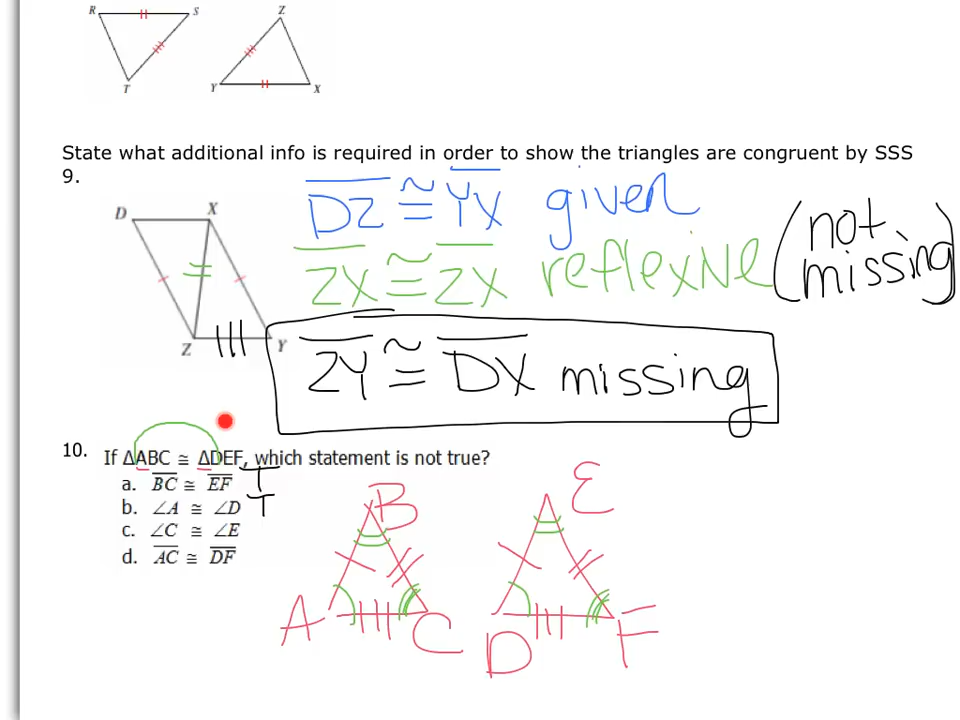 R S Z
T Y X
State what additional info is required in order to show the triangles are congruent by SSS
9.
D X
Z Y
DZ ≅ YX given
ZX ≅ ZX reflexive (not missing)
ZY ≅ DX missing
10. If ΔABC ≅ ΔDEF, which statement is not true?
a. BC ≅ EF T
b. ∠A ≅ ∠D T
c. ∠C ≅ ∠E
d. AC ≅ DF
B E
A C D F